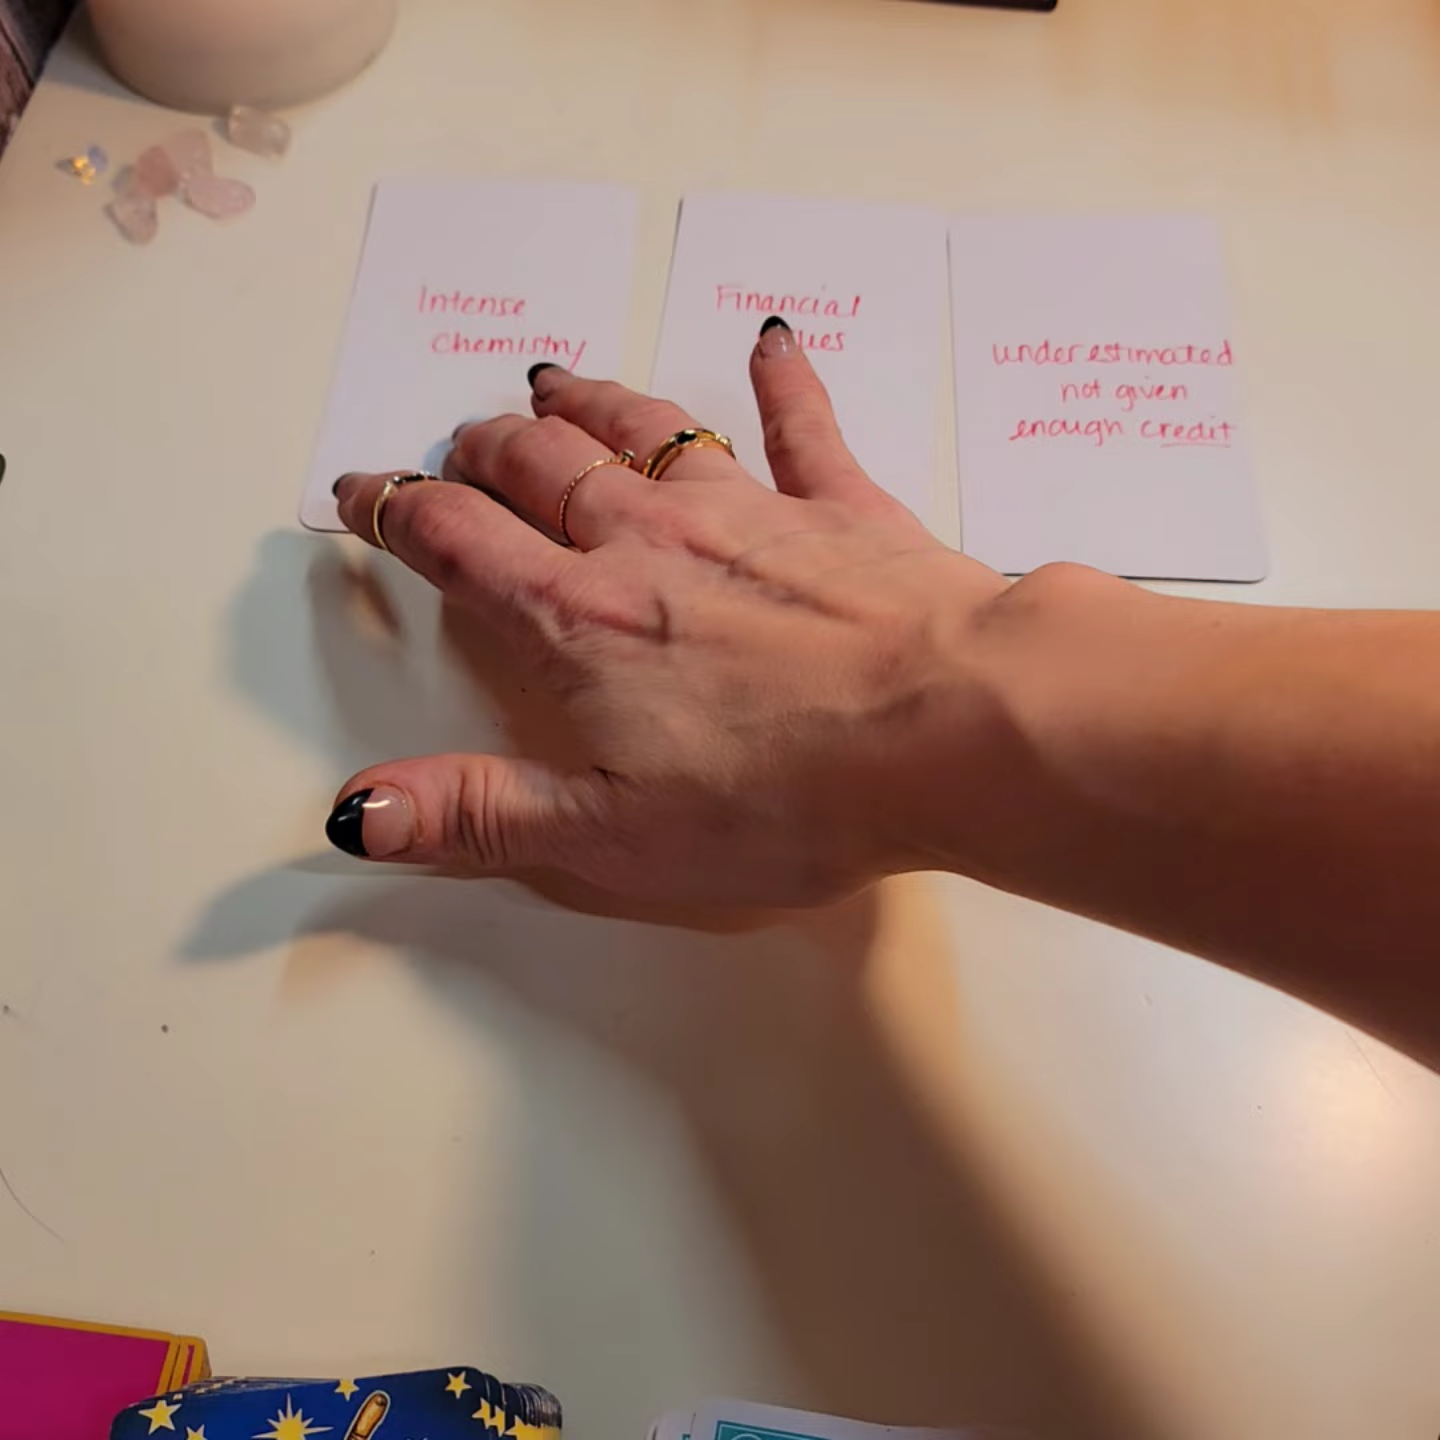 Intense
chemistry
Financial
underestimated
not given
enough credit